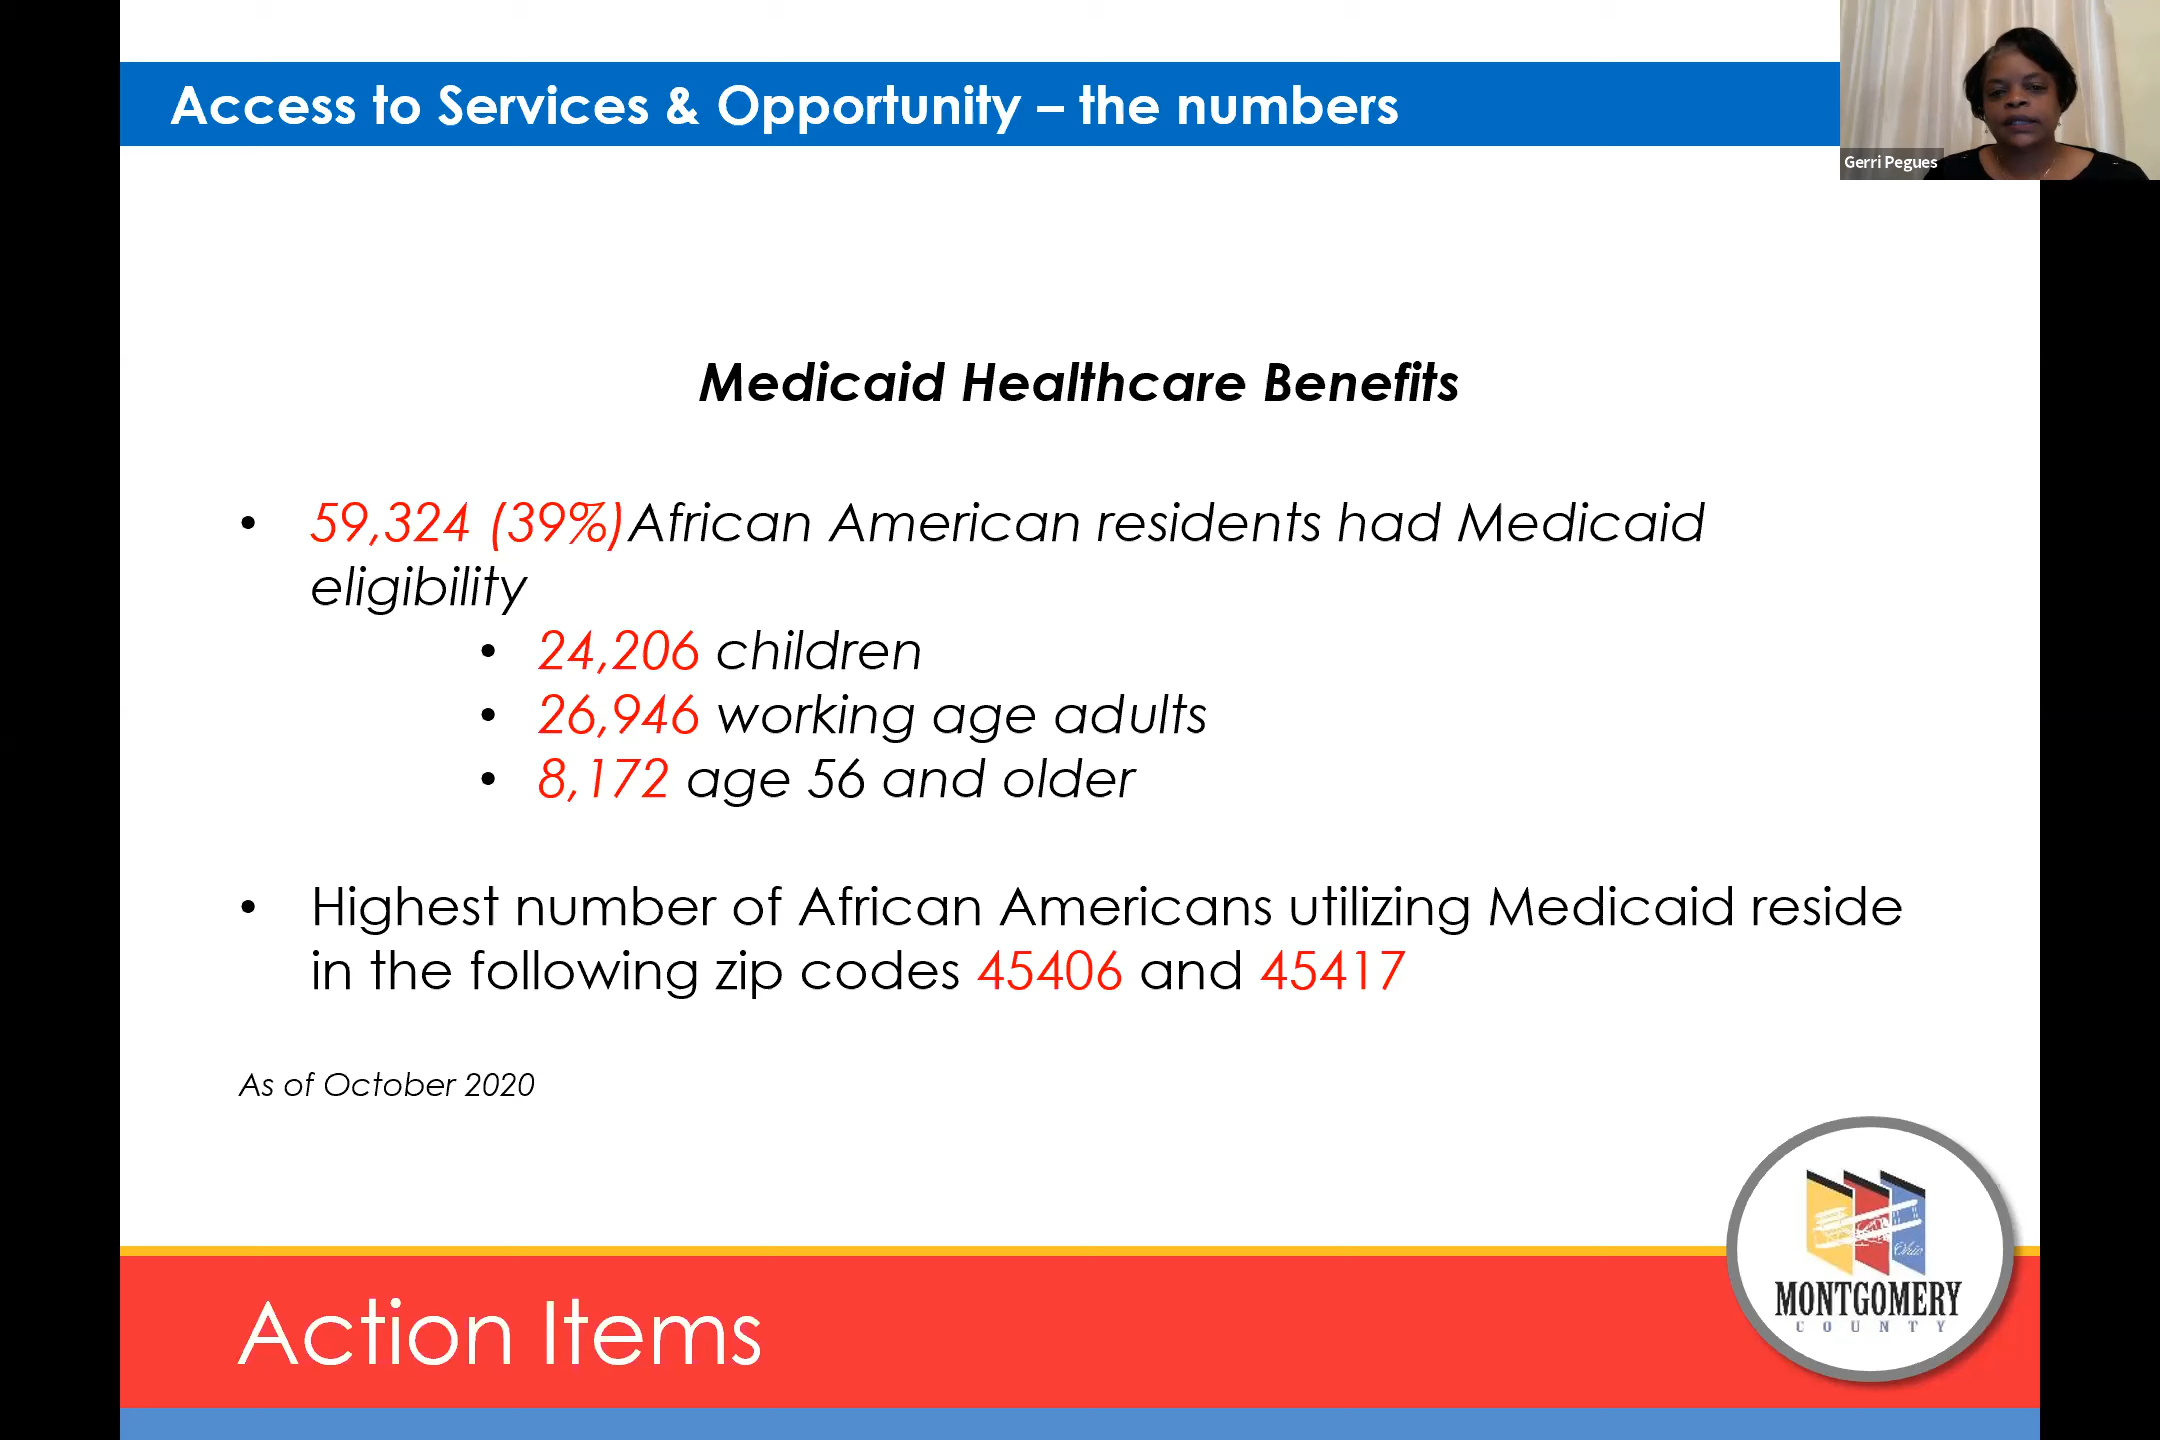 Access to Services & Opportunity – the numbers
Gerri Pegues
Medicaid Healthcare Benefits
• 59,324 (39%)African American residents had Medicaid
eligibility
• 24,206 children
• 26,946 working age adults
• 8,172 age 56 and older
• Highest number of African Americans utilizing Medicaid reside
in the following zip codes 45406 and 45417
As of October 2020
Ohio
MONTGOMERY
COUNTY
Action Items